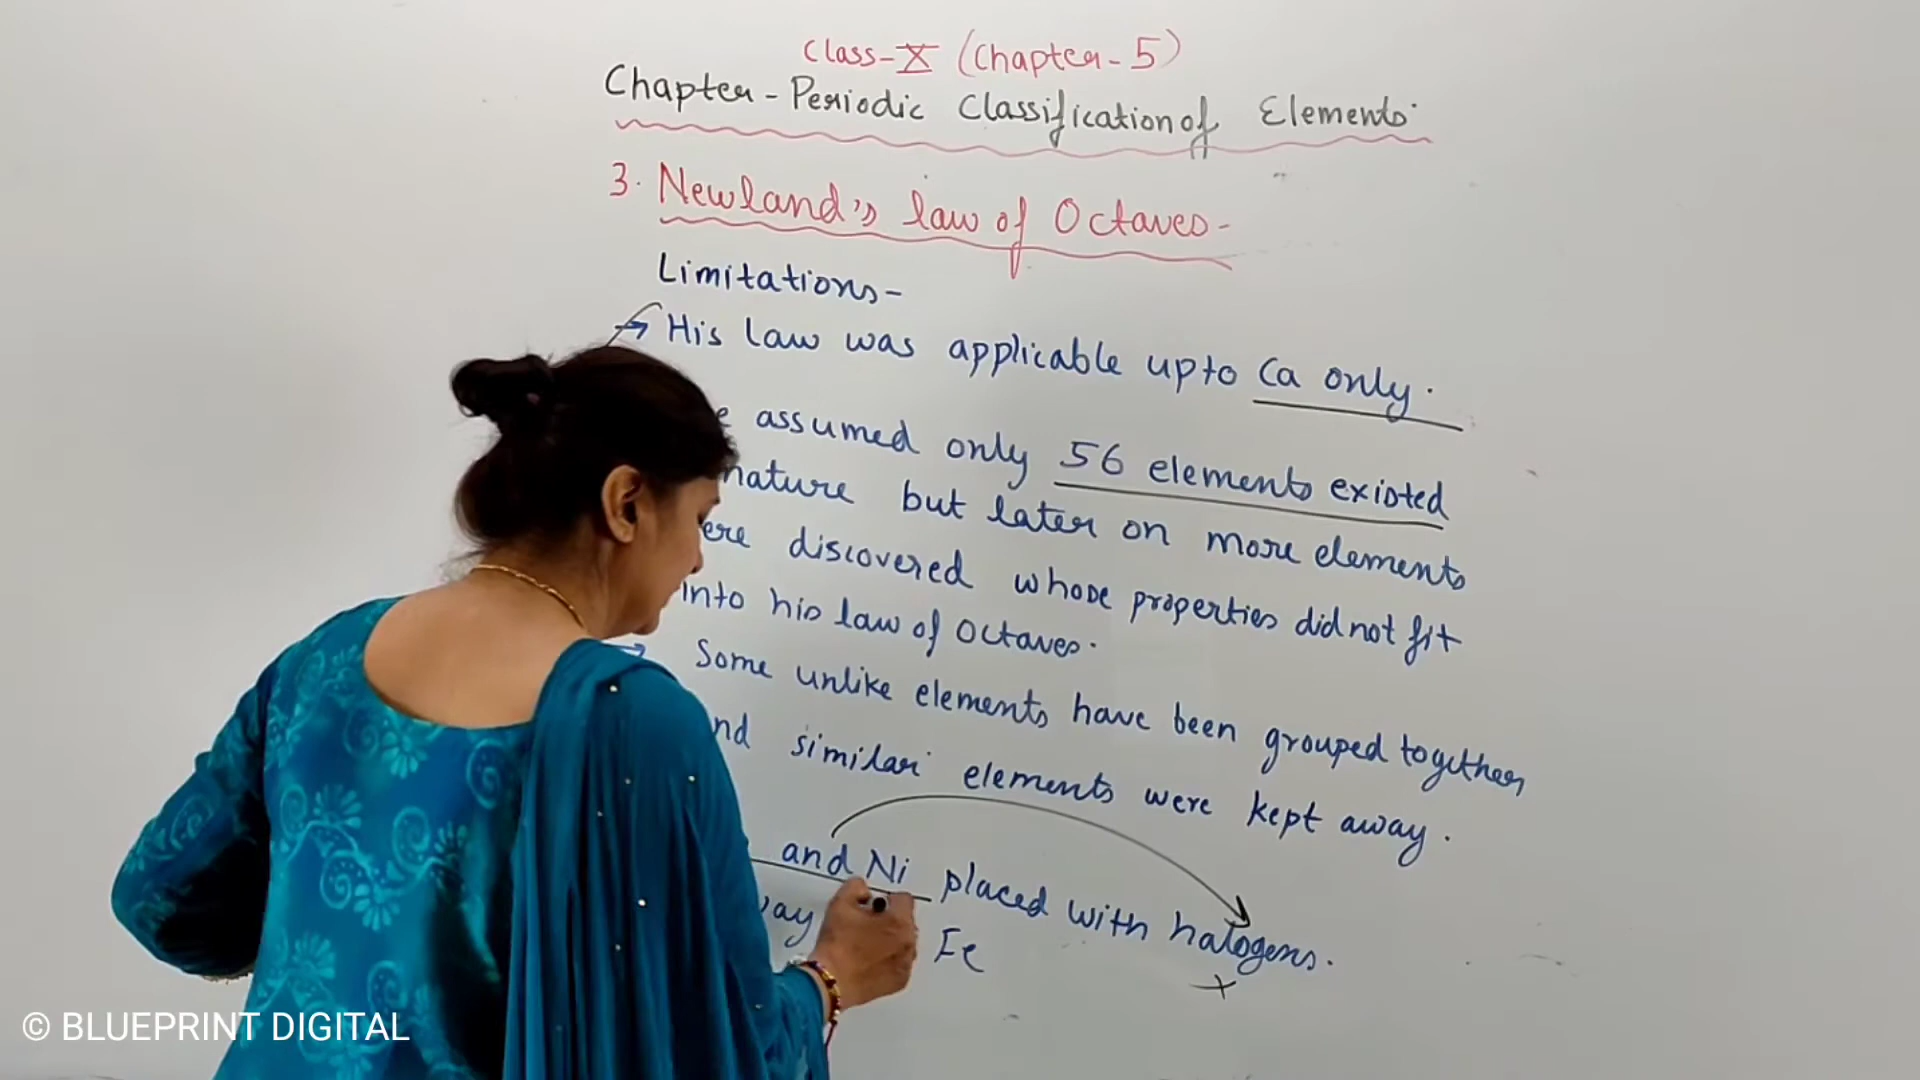 Class-X (Chapter-5)
Chapter - Periodic Classification of Elements
3. Newland's law of Octaves-
Limitations-
→ His law was applicable upto Ca only.
assumed only 56 elements existed
nature but later on more elements
discovered whose properties did not fit
into his law of Octaves.
→ Some unlike elements have been grouped together,
similar elements were kept away.
and Ni placed with halogens.
Fe
x
© BLUEPRINT DIGITAL